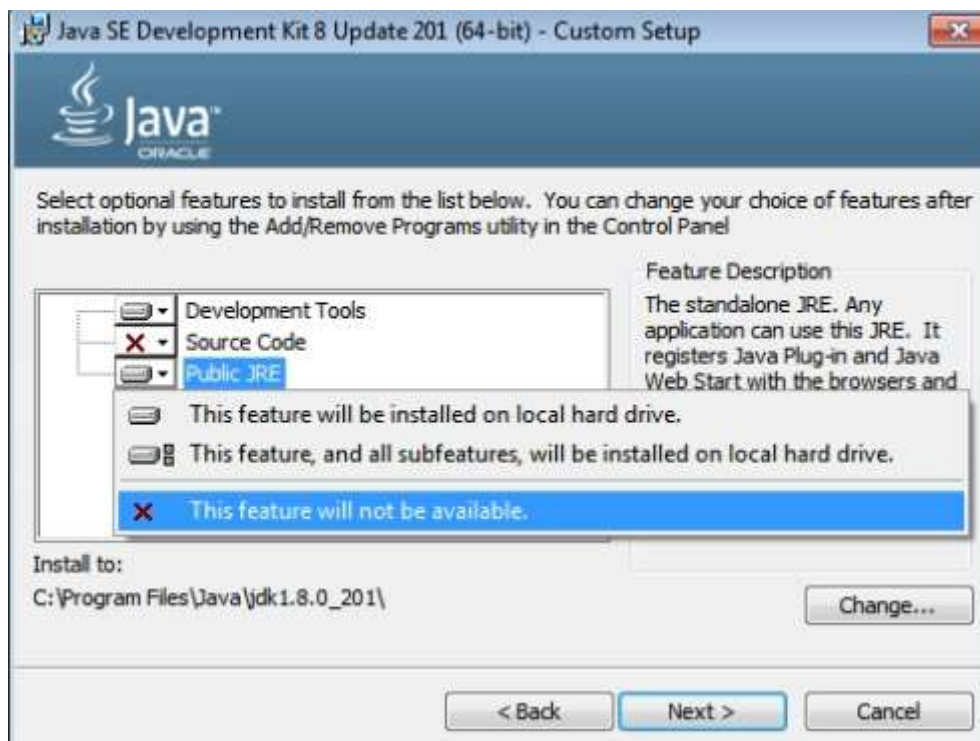 Java SE Development Kit 8 Update 201 (64-bit) - Custom Setup
Java™
ORACLE
Select optional features to install from the list below. You can change your choice of features after
installation by using the Add/Remove Programs utility in the Control Panel
Development Tools
Source Code
Public JRE
Feature Description
The standalone JRE. Any
application can use this JRE. It
registers Java Plug-in and Java
Web Start with the browsers and
This feature will be installed on local hard drive.
This feature, and all subfeatures, will be installed on local hard drive.
This feature will not be available.
Install to:
C:\Program Files\Java\jdk1.8.0_201\
Change...
< Back
Next >
Cancel